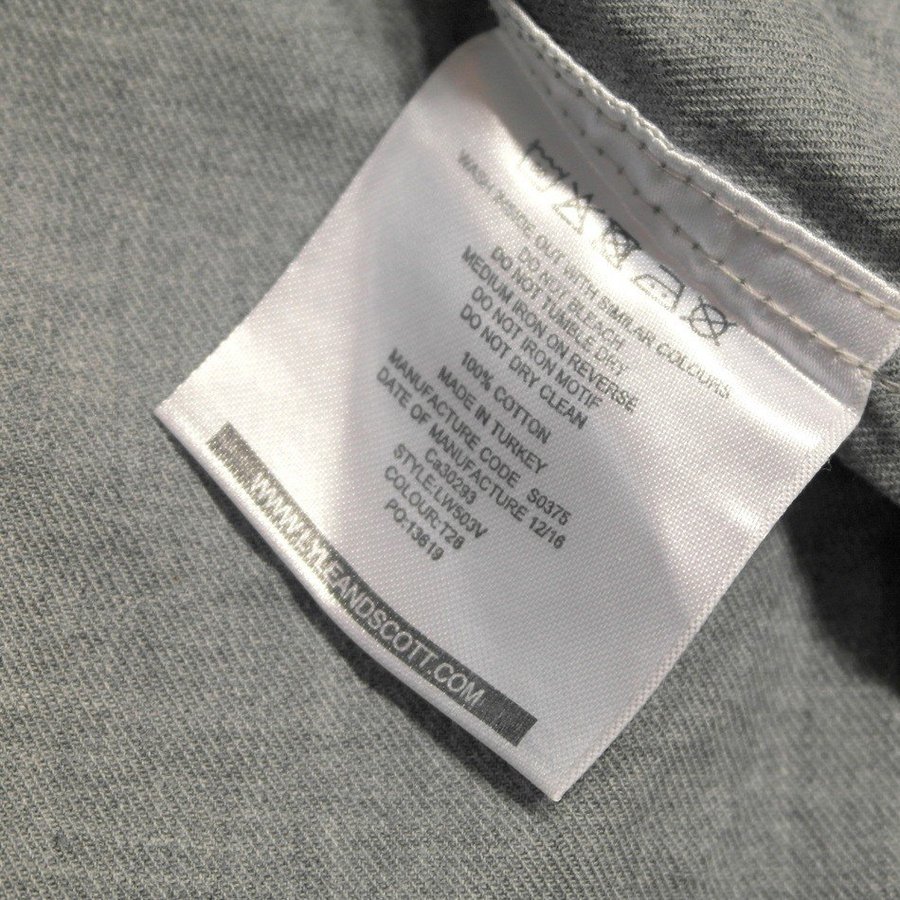 WASH INSIDE OUT WITH SIMILAR COLOURS
DO NOT BLEACH
DO NOT TUMBLE DRY
MEDIUM IRON ON REVERSE
DO NOT IRON MOTIF
DO NOT DRY CLEAN
100% COTTON
MADE IN TURKEY
MANUFACTURE CODE S0375
DATE OF MANUFACTURE 12/16
Ca30293
STYLE:LW503V
COLOUR:T28
PO:13619
WWW.LYLEANDSCOTT.COM